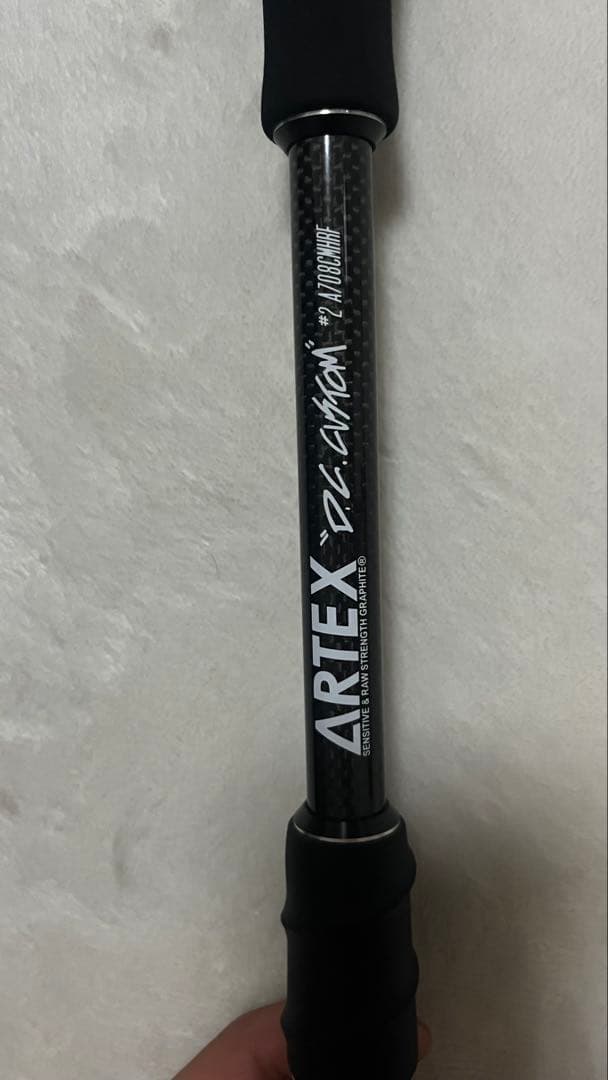 ARTEX "D.C. CUSTOM" #2 A708CMHRF
SENSITIVE & RAW STRENGTH GRAPHITE®